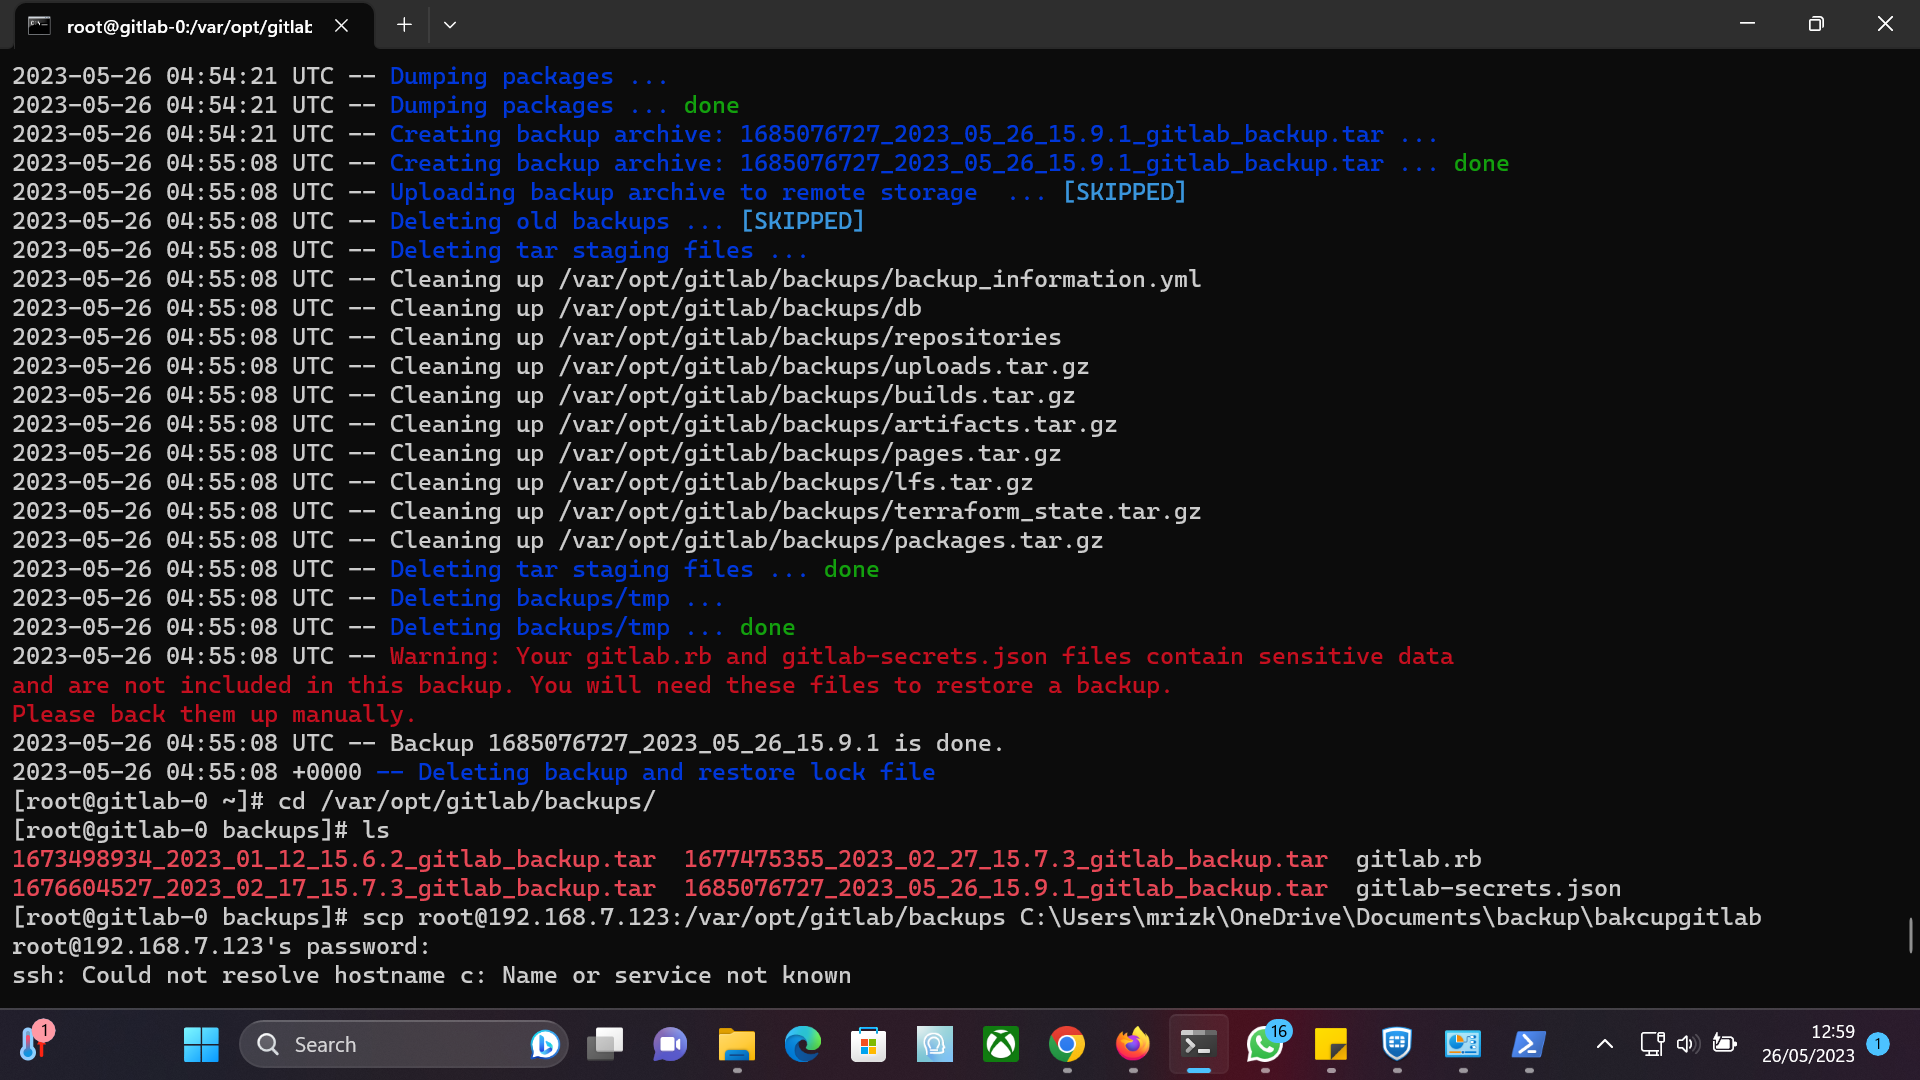 root@gitlab-0:/var/opt/gitlab
2023-05-26 04:54:21 UTC -- Dumping packages ...
2023-05-26 04:54:21 UTC -- Dumping packages ... done
2023-05-26 04:54:21 UTC -- Creating backup archive: 1685076727_2023_05_26_15.9.1_gitlab_backup.tar ...
2023-05-26 04:55:08 UTC -- Creating backup archive: 1685076727_2023_05_26_15.9.1_gitlab_backup.tar ... done
2023-05-26 04:55:08 UTC -- Uploading backup archive to remote storage  ... [SKIPPED]
2023-05-26 04:55:08 UTC -- Deleting old backups ... [SKIPPED]
2023-05-26 04:55:08 UTC -- Deleting tar staging files ...
2023-05-26 04:55:08 UTC -- Cleaning up /var/opt/gitlab/backups/backup_information.yml
2023-05-26 04:55:08 UTC -- Cleaning up /var/opt/gitlab/backups/db
2023-05-26 04:55:08 UTC -- Cleaning up /var/opt/gitlab/backups/repositories
2023-05-26 04:55:08 UTC -- Cleaning up /var/opt/gitlab/backups/uploads.tar.gz
2023-05-26 04:55:08 UTC -- Cleaning up /var/opt/gitlab/backups/builds.tar.gz
2023-05-26 04:55:08 UTC -- Cleaning up /var/opt/gitlab/backups/artifacts.tar.gz
2023-05-26 04:55:08 UTC -- Cleaning up /var/opt/gitlab/backups/pages.tar.gz
2023-05-26 04:55:08 UTC -- Cleaning up /var/opt/gitlab/backups/lfs.tar.gz
2023-05-26 04:55:08 UTC -- Cleaning up /var/opt/gitlab/backups/terraform_state.tar.gz
2023-05-26 04:55:08 UTC -- Cleaning up /var/opt/gitlab/backups/packages.tar.gz
2023-05-26 04:55:08 UTC -- Deleting tar staging files ... done
2023-05-26 04:55:08 UTC -- Deleting backups/tmp ...
2023-05-26 04:55:08 UTC -- Deleting backups/tmp ... done
2023-05-26 04:55:08 UTC -- Warning: Your gitlab.rb and gitlab-secrets.json files contain sensitive data
and are not included in this backup. You will need these files to restore a backup.
Please back them up manually.
2023-05-26 04:55:08 UTC -- Backup 1685076727_2023_05_26_15.9.1 is done.
2023-05-26 04:55:08 +0000 -- Deleting backup and restore lock file
[root@gitlab-0 ~]# cd /var/opt/gitlab/backups/
[root@gitlab-0 backups]# ls
1673498934_2023_01_12_15.6.2_gitlab_backup.tar  1677475355_2023_02_27_15.7.3_gitlab_backup.tar  gitlab.rb
1676604527_2023_02_17_15.7.3_gitlab_backup.tar  1685076727_2023_05_26_15.9.1_gitlab_backup.tar  gitlab-secrets.json
[root@gitlab-0 backups]# scp root@192.168.7.123:/var/opt/gitlab/backups C:\Users\mrizk\OneDrive\Documents\backup\bakcupgitlab
root@192.168.7.123's password:
ssh: Could not resolve hostname c: Name or service not known
1
Search
16
12:59
26/05/2023
1